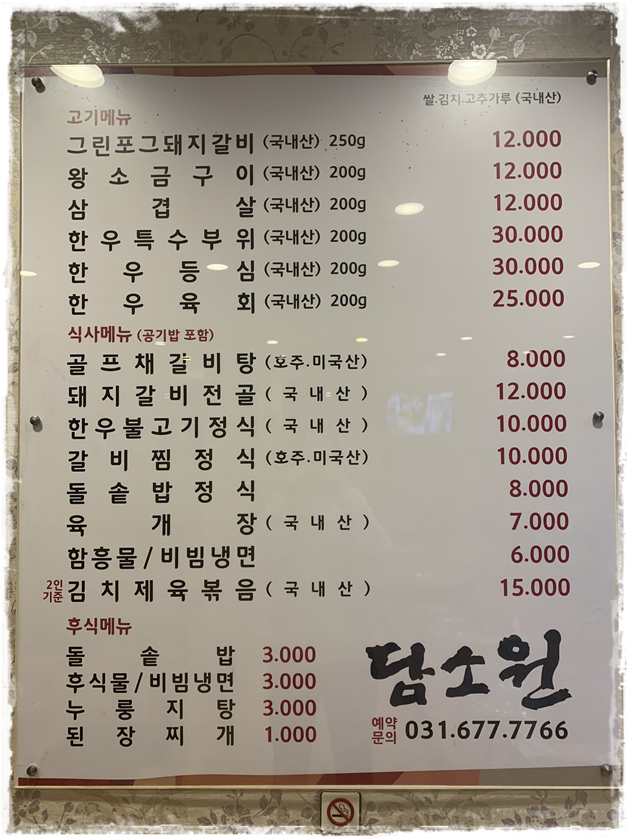 쌀.김치.고추가루 (국내산)
고기메뉴
그린포그돼지갈비 (국내산) 250g 12.000
왕소금구이 (국내산) 200g 12.000
삼겹살 (국내산) 200g 12.000
한우특수부위 (국내산) 200g 30.000
한우등심 (국내산) 200g 30.000
한우육회 (국내산) 200g 25.000
식사메뉴 (공기밥 포함)
골프채갈비탕 (호주.미국산) 8.000
돼지갈비전골 (국내산) 12.000
한우불고기정식 (국내산) 10.000
갈비찜정식 (호주.미국산) 10.000
돌솥밥정식 8.000
육개장 (국내산) 7.000
함흥물/비빔냉면 6.000
2인기준 김치제육볶음 (국내산) 15.000
후식메뉴
돌솥밥 3.000
후식물/비빔냉면 3.000
누룽지탕 3.000
된장찌개 1.000
담소원
예약문의 031.677.7766